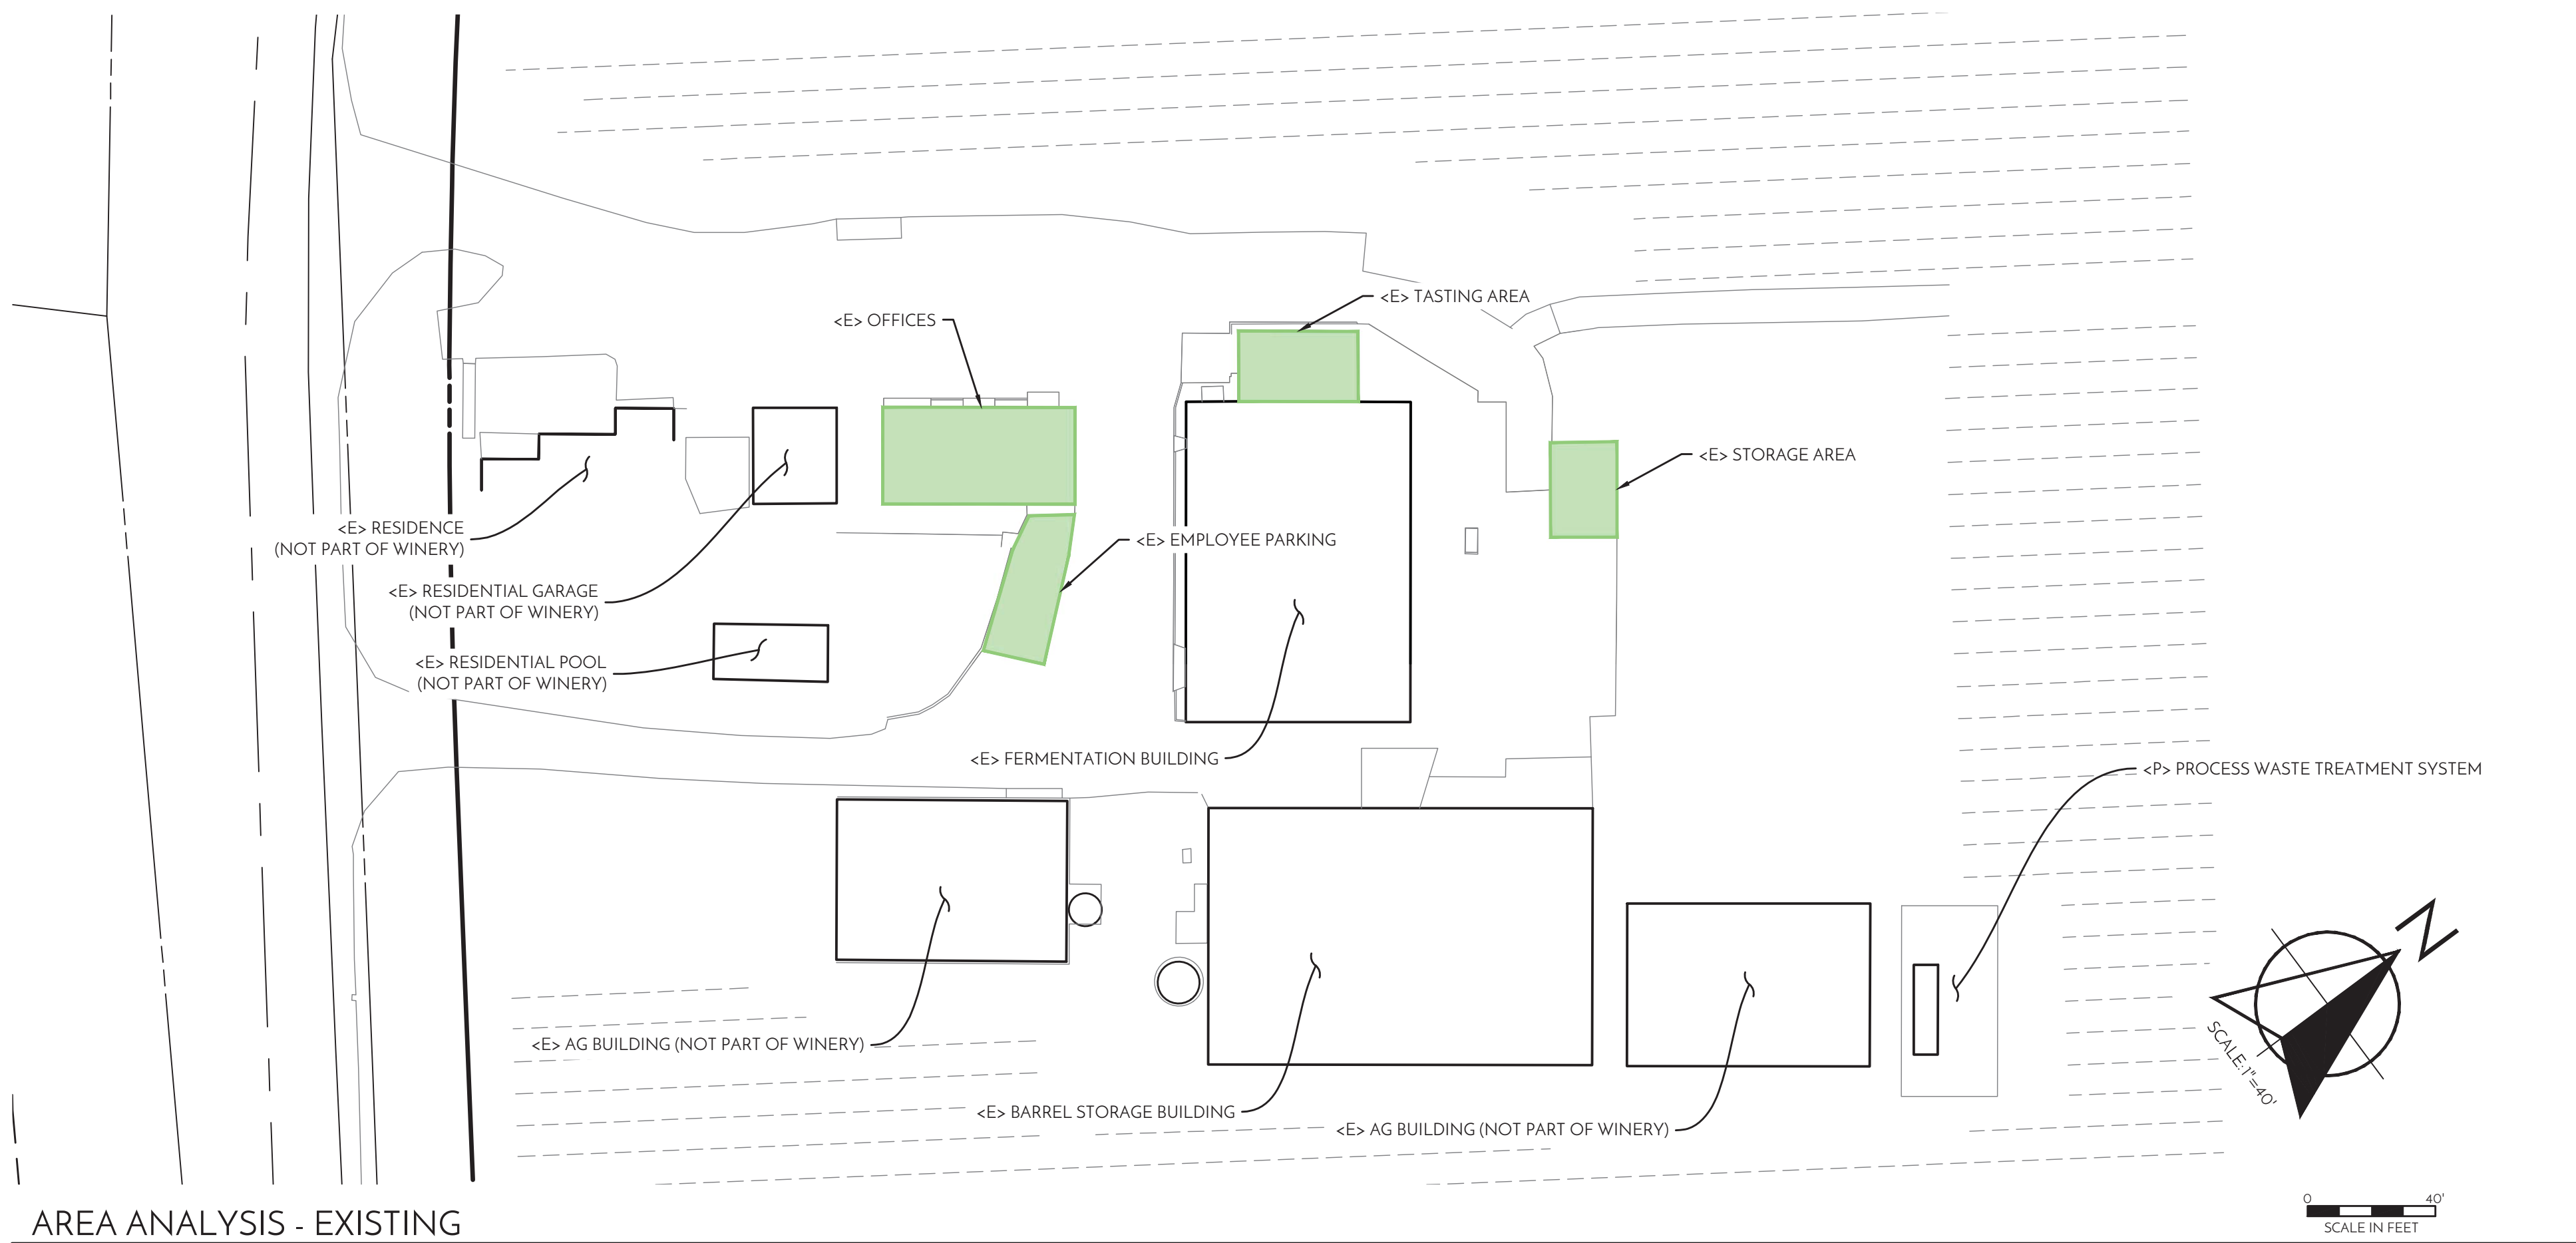 <E> TASTING AREA
<E> OFFICES
<E> STORAGE AREA
<E> RESIDENCE
(NOT PART OF WINERY)
<E> EMPLOYEE PARKING
<E> RESIDENTIAL GARAGE
(NOT PART OF WINERY)
<E> RESIDENTIAL POOL
(NOT PART OF WINERY)
<E> FERMENTATION BUILDING
<P> PROCESS WASTE TREATMENT SYSTEM
N
<E> AG BUILDING (NOT PART OF WINERY)
SCALE: 1"=40'
<E> BARREL STORAGE BUILDING
<E> AG BUILDING (NOT PART OF WINERY)
0 40'
SCALE IN FEET
AREA ANALYSIS - EXISTING